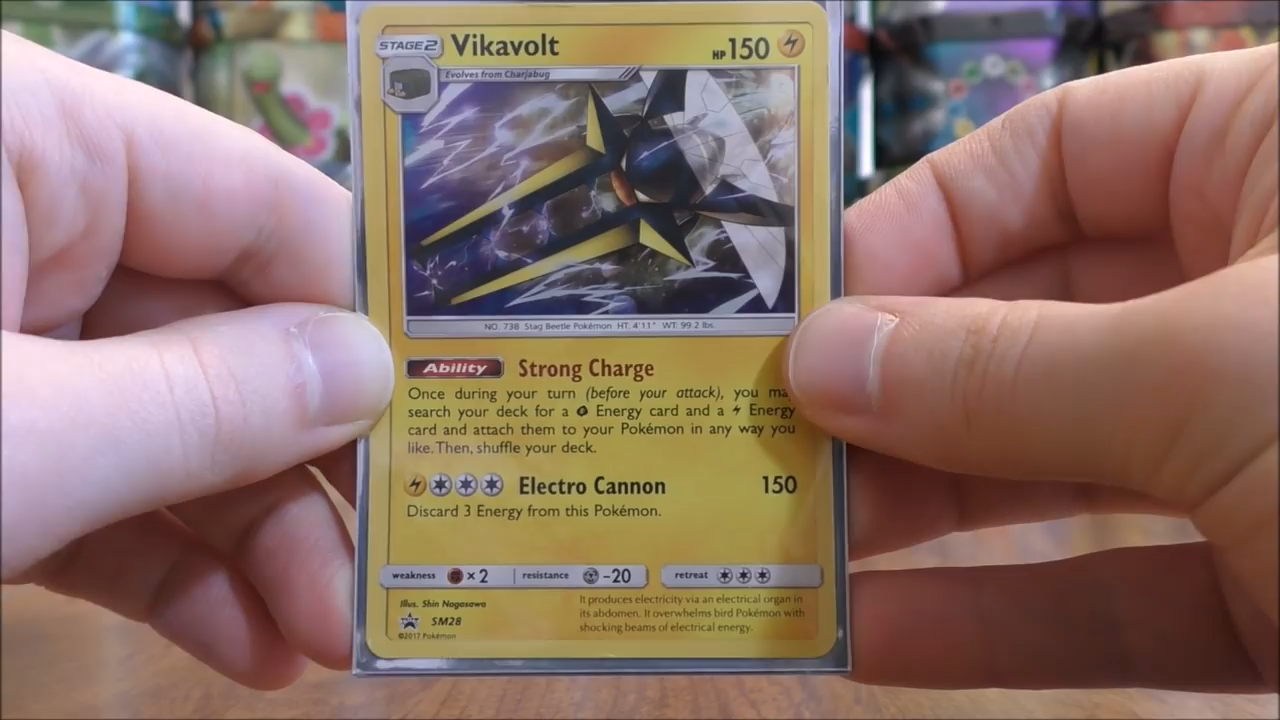 STAGE2 Vikavolt HP 150
Evolves from Charjabug
NO. 738 Stag Beetle Pokémon HT: 4'11" WT: 99.2 lbs.
Ability Strong Charge
Once during your turn (before your attack), you
search your deck for a Energy card and a Energy
card and attach them to your Pokémon in any way you
like. Then, shuffle your deck.
Electro Cannon 150
Discard 3 Energy from this Pokémon.
weakness ×2 resistance -20 retreat
Illus. Shin Nagasawa
SM28
©2017 Pokémon
It produces electricity via an electrical organ in
its abdomen. It overwhelms bird Pokémon with
shocking beams of electrical energy.